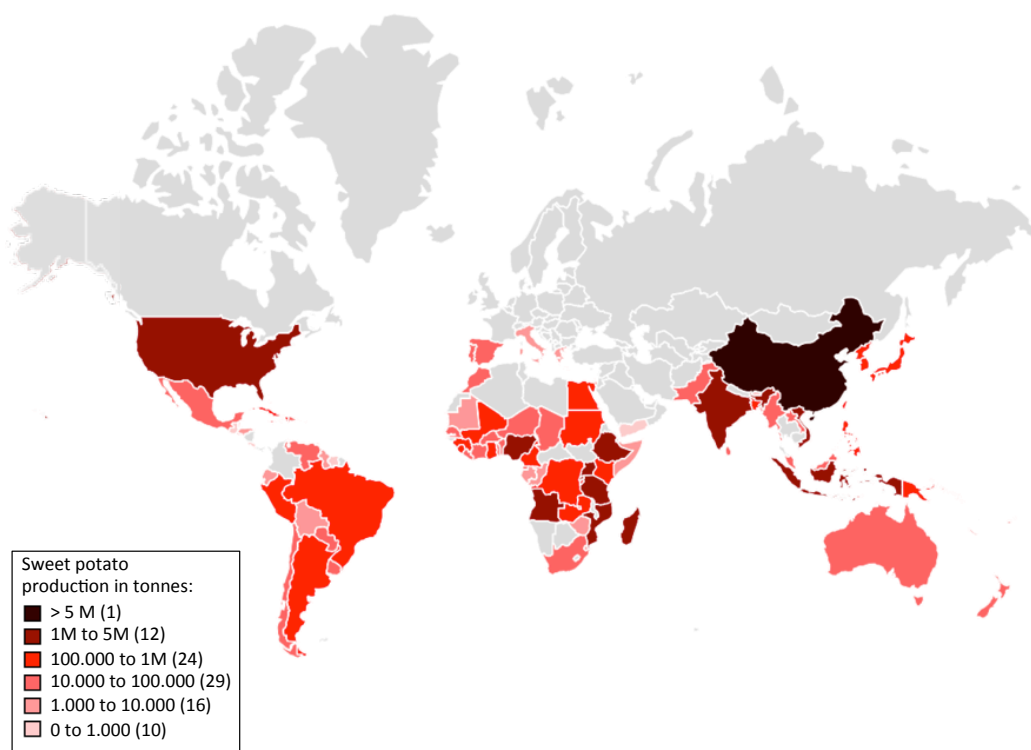 Sweet potato
production in tonnes:
> 5 M (1)
1M to 5M (12)
100.000 to 1M (24)
10.000 to 100.000 (29)
1.000 to 10.000 (16)
0 to 1.000 (10)